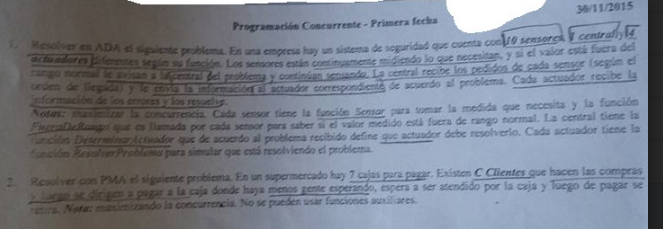 30/11/2015
Programación Concurrente - Primera fecha
1. Resolver en ADA el siguiente problema. En una empresa hay un sistema de seguridad que cuenta con 10 sensores, 1 central y 4
actuadores diferentes según su función. Los sensores están continuamente midiendo lo que necesitan, y si el valor está fuera del
rango normal le avisan a la central del problema y continúan sensando. La central recibe los pedidos de cada sensor (según el
orden de llegada) y le envía la información al actuador correspondiente de acuerdo al problema. Cada actuador recibe la
información de los errores y los resuelve.
Notas: maximizar la concurrencia. Cada sensor tiene la función Sensar para tomar la medida que necesita y la función
FueraDeRango que es llamada por cada sensor para saber si el valor medido está fuera de rango normal. La central tiene la
función DeterminarActuador que de acuerdo al problema recibido define que actuador debe resolverlo. Cada actuador tiene la
función ResolverProblema para simular que está resolviendo el problema.
2. Resolver con PMA el siguiente problema. En un supermercado hay 7 cajas para pagar. Existen C Clientes que hacen las compras
y luego se dirigen a pagar a la caja donde haya menos gente esperando, espera a ser atendido por la caja y luego de pagar se
retira. Nota: maximizando la concurrencia. No se pueden usar funciones auxiliares.